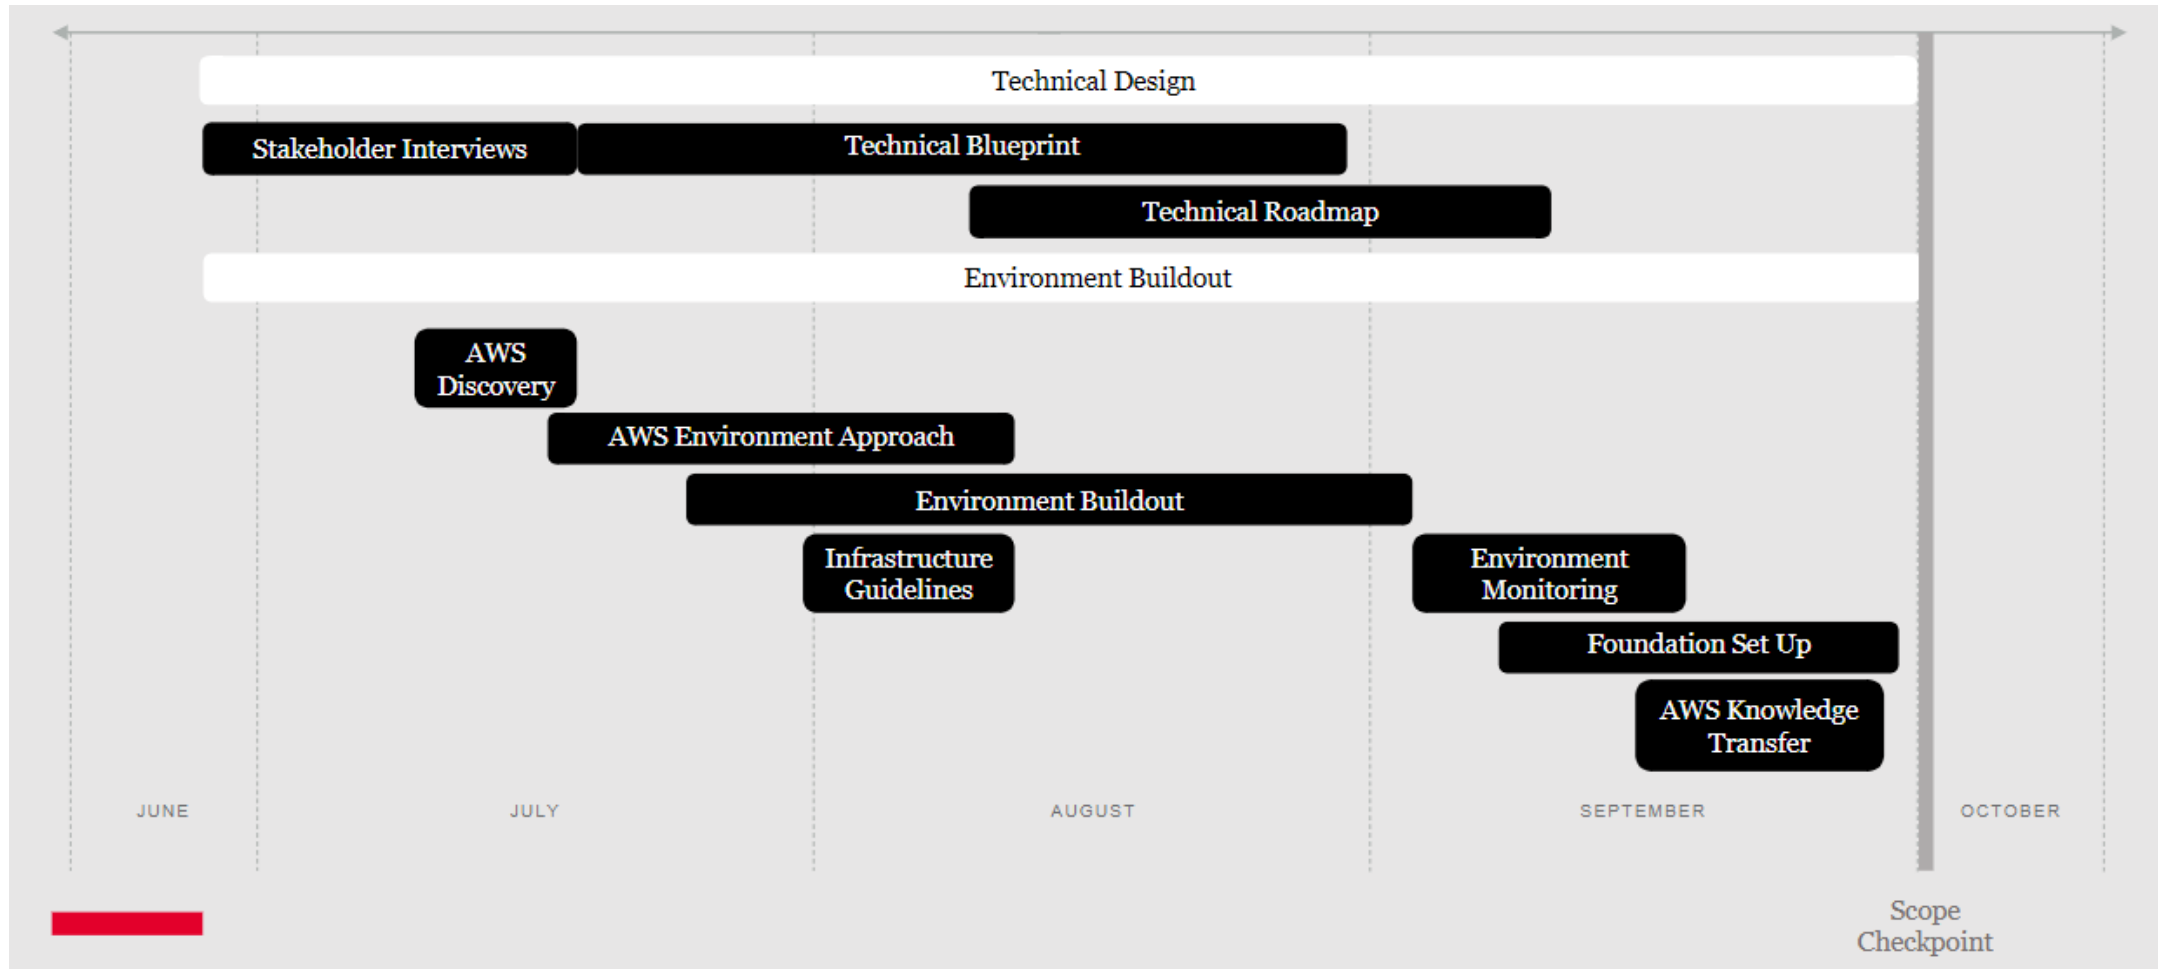 Technical Design
Stakeholder Interviews
Technical Blueprint
Technical Roadmap
Environment Buildout
AWS
Discovery
AWS Environment Approach
Environment Buildout
Infrastructure
Guidelines
Environment
Monitoring
Foundation Set Up
AWS Knowledge
Transfer
JUNE
JULY
AUGUST
SEPTEMBER
OCTOBER
Scope
Checkpoint